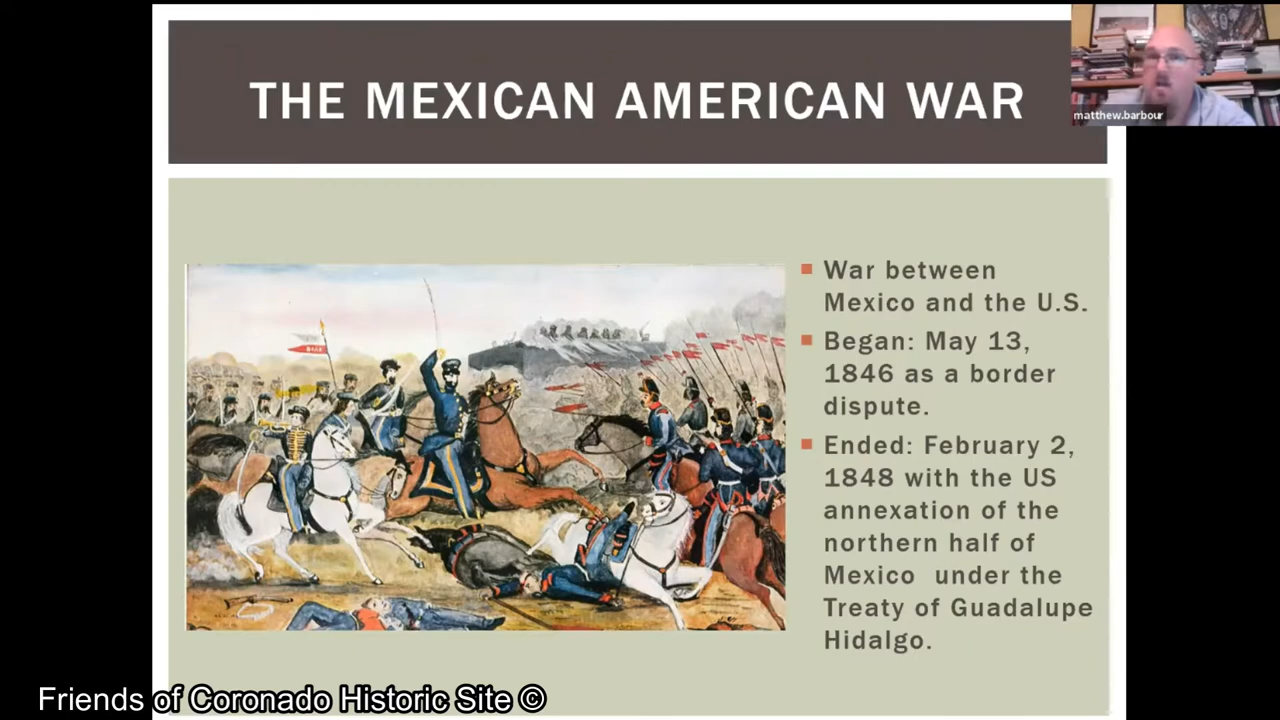 THE MEXICAN AMERICAN WAR
matthew.barbour
War between
Mexico and the U.S.
Began: May 13,
1846 as a border
dispute.
Ended: February 2,
1848 with the US
annexation of the
northern half of
Mexico under the
Treaty of Guadalupe
Hidalgo.
Friends of Coronado Historic Site ©